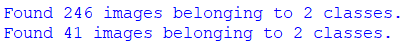 Found 246 images belonging to 2 classes.
Found 41 images belonging to 2 classes.